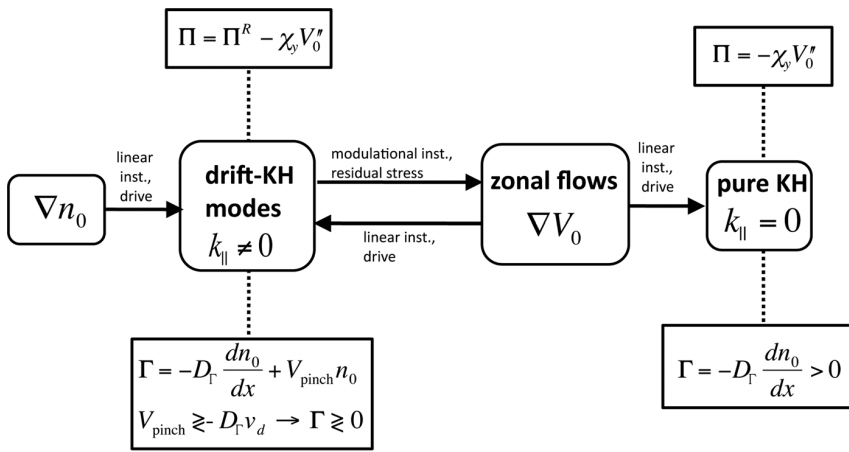 Π = Π^R − χ_y V_0''
Π = −χ_y V_0''
∇n_0
linear
inst.,
drive
drift-KH
modes
k_∥ ≠ 0
modulational inst.,
residual stress
linear inst.,
drive
zonal flows
∇V_0
linear
inst.,
drive
pure KH
k_∥ = 0
Γ = −D_Γ dn_0/dx + V_pinch n_0
V_pinch ≷ − D_Γ v_d → Γ ≷ 0
Γ = −D_Γ dn_0/dx > 0